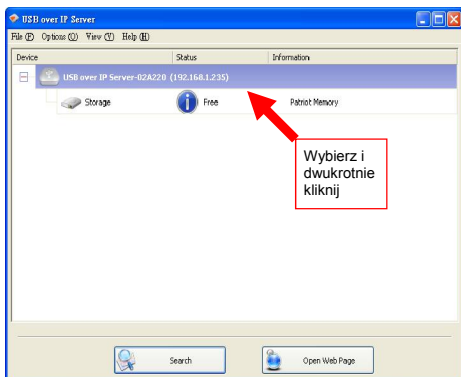 USB over IP Server
File (F) Options (O) View (V) Help (H)
Device Status Information
USB over IP Server-02A220 (192.168.1.235)
Storage Free Patriot Memory
Wybierz i
dwukrotnie
kliknij
Search Open Web Page